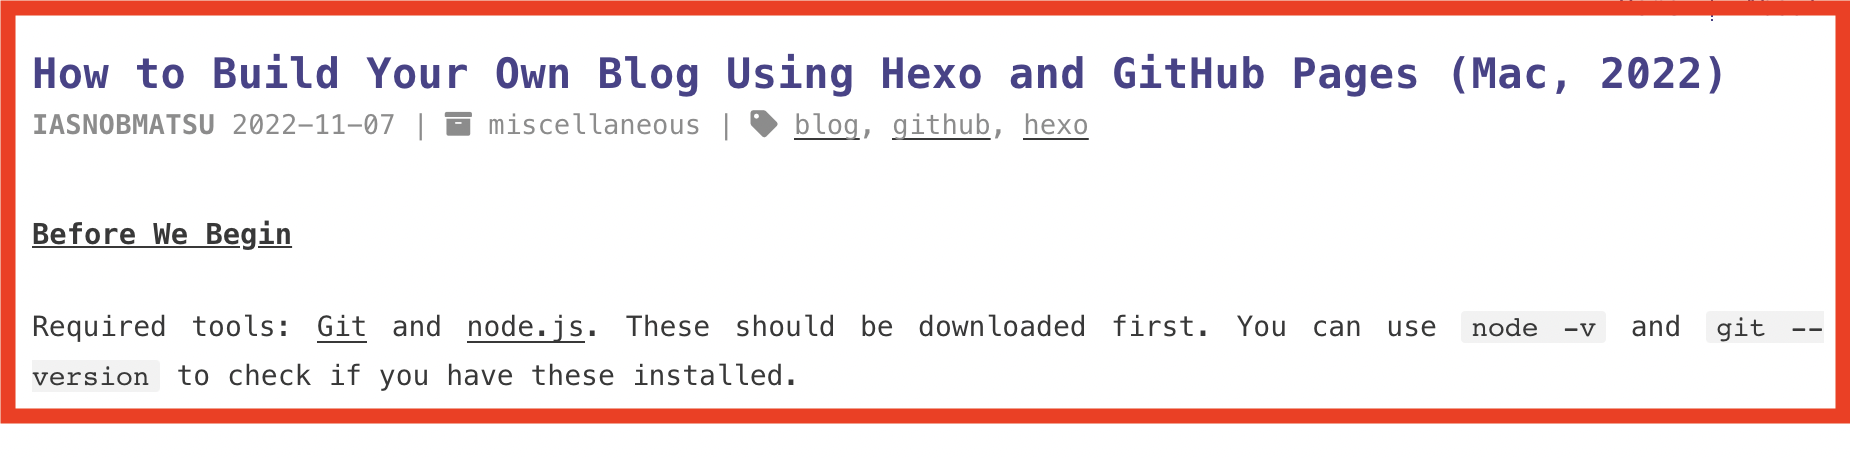 How to Build Your Own Blog Using Hexo and GitHub Pages (Mac, 2022)
IASNOBMATSU 2022-11-07 | miscellaneous | blog, github, hexo
Before We Begin
Required tools: Git and node.js. These should be downloaded first. You can use node -v and git --
version to check if you have these installed.